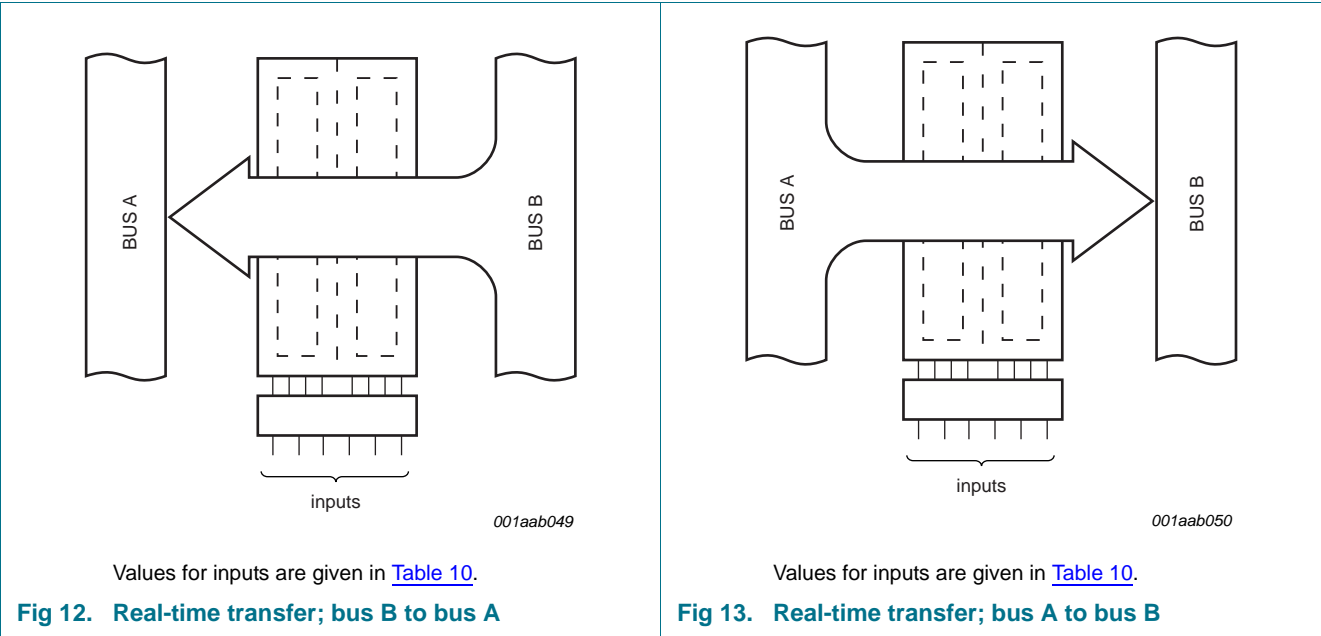 BUS A
BUS B
inputs
001aab049
Values for inputs are given in Table 10.
Fig 12. Real-time transfer; bus B to bus A
BUS A
BUS B
inputs
001aab050
Values for inputs are given in Table 10.
Fig 13. Real-time transfer; bus A to bus B